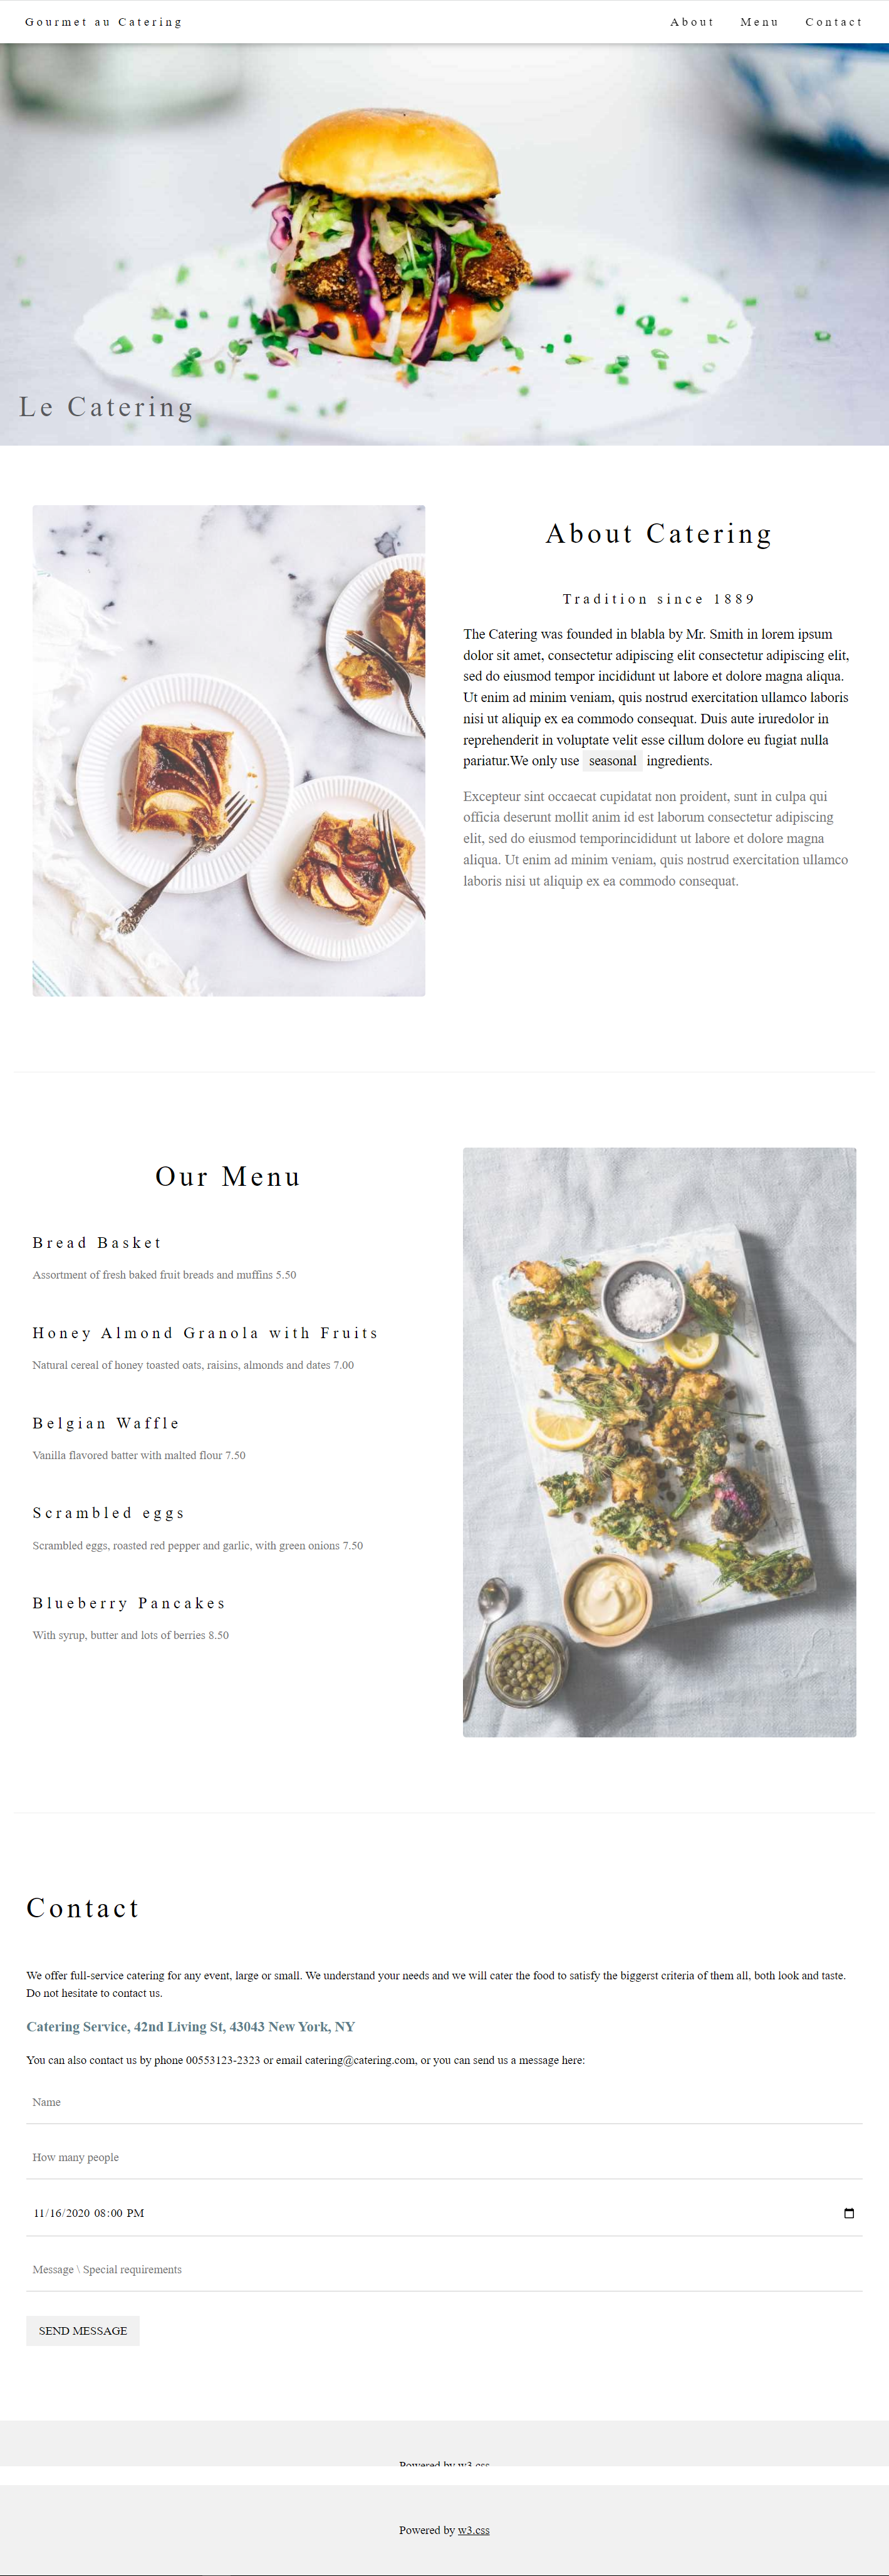 Gourmet au Catering
About Menu Contact
Le Catering
About Catering
Tradition since 1889
The Catering was founded in blabla by Mr. Smith in lorem ipsum
dolor sit amet, consectetur adipiscing elit consectetur adipiscing elit,
sed do eiusmod tempor incididunt ut labore et dolore magna aliqua.
Ut enim ad minim veniam, quis nostrud exercitation ullamco laboris
nisi ut aliquip ex ea commodo consequat. Duis aute iruredolor in
reprehenderit in voluptate velit esse cillum dolore eu fugiat nulla
pariatur.We only use seasonal ingredients.
Excepteur sint occaecat cupidatat non proident, sunt in culpa qui
officia deserunt mollit anim id est laborum consectetur adipiscing
elit, sed do eiusmod temporincididunt ut labore et dolore magna
aliqua. Ut enim ad minim veniam, quis nostrud exercitation ullamco
laboris nisi ut aliquip ex ea commodo consequat.
Our Menu
Bread Basket
Assortment of fresh baked fruit breads and muffins 5.50
Honey Almond Granola with Fruits
Natural cereal of honey toasted oats, raisins, almonds and dates 7.00
Belgian Waffle
Vanilla flavored batter with malted flour 7.50
Scrambled eggs
Scrambled eggs, roasted red pepper and garlic, with green onions 7.50
Blueberry Pancakes
With syrup, butter and lots of berries 8.50
Contact
We offer full-service catering for any event, large or small. We understand your needs and we will cater the food to satisfy the biggerst criteria of them all, both look and taste.
Do not hesitate to contact us.
Catering Service, 42nd Living St, 43043 New York, NY
You can also contact us by phone 00553123-2323 or email catering@catering.com, or you can send us a message here:
Name
How many people
11/16/2020 08:00 PM
Message \ Special requirements
SEND MESSAGE
Powered by w3.css
Powered by w3.css